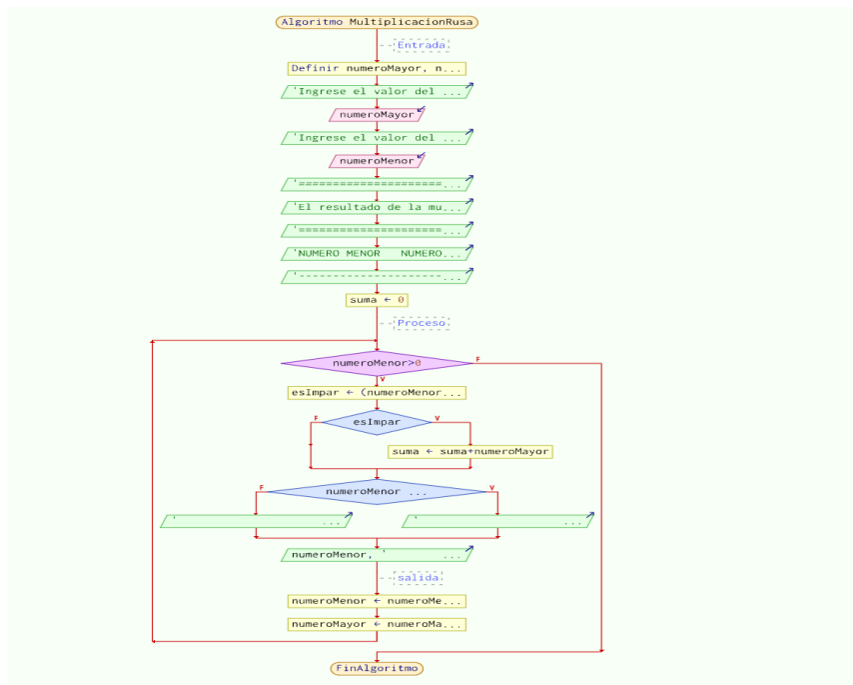 Algoritmo MultiplicacionRusa
Entrada
Definir numeroMayor, n...
'Ingrese el valor del ...
numeroMayor
'Ingrese el valor del ...
numeroMenor
'=====================...
'El resultado de la mu...
'=====================...
'NUMERO MENOR   NUMERO...
'---------------------...
suma ← 0
Proceso
numeroMenor>0
F
V
esImpar ← (numeroMenor...
F
esImpar
V
suma ← suma+numeroMayor
numeroMenor ...
F
V
' ...
' ...
numeroMenor, ' ...
salida
numeroMenor ← numeroMe...
numeroMayor ← numeroMa...
FinAlgoritmo